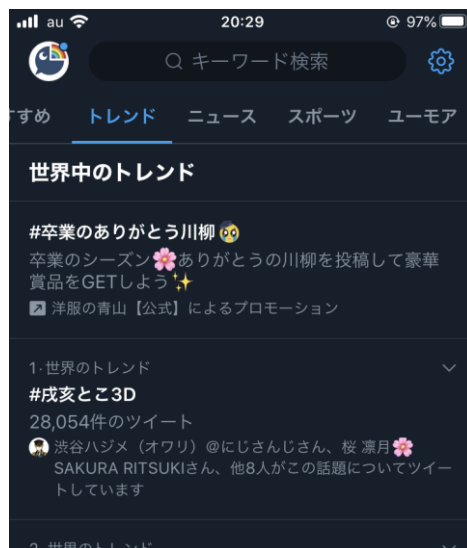 au 20:29 97%
キーワード検索
すすめ トレンド ニュース スポーツ ユーモア
世界中のトレンド
#卒業のありがとう川柳
卒業のシーズン🌸ありがとうの川柳を投稿して豪華
賞品をGETしよう✨
洋服の青山【公式】によるプロモーション
1·世界のトレンド
#戌亥とこ3D
28,054件のツイート
渋谷ハジメ（オワリ）@にじさんじさん、桜 凛月🌸
SAKURA RITSUKIさん、他8人がこの話題についてツイー
トしています
2·世界のトレンド